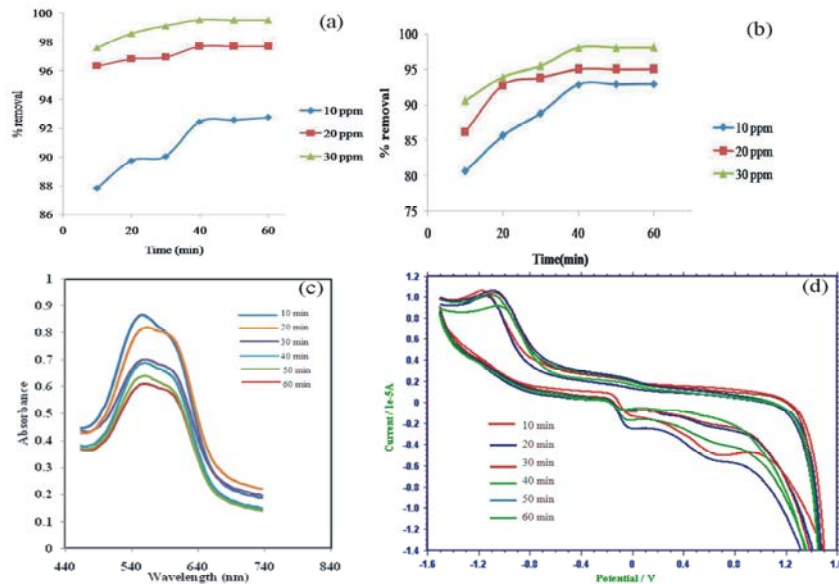 (a)
100
98
96
94
92
90
88
86
% removal
0
20
40
60
Time (min)
10 ppm
20 ppm
30 ppm
(b)
100
95
90
85
80
75
% removal
0
20
40
60
Time(min)
10 ppm
20 ppm
30 ppm
(c)
1
0.9
0.8
0.7
0.6
0.5
0.4
0.3
0.2
0.1
0
Absorbance
440
540
640
740
840
Wavelength (nm)
10 min
20 min
30 min
40 min
50 min
60 min
(d)
1.2
1.0
0.8
0.6
0.4
0.2
0
-0.2
-0.4
-0.6
-0.8
-1.0
-1.2
-1.4
Current / 1e-5A
-1.6
-1.2
-0.8
-0.4
0
0.4
0.8
1.2
1.6
Potential / V
10 min
20 min
30 min
40 min
50 min
60 min